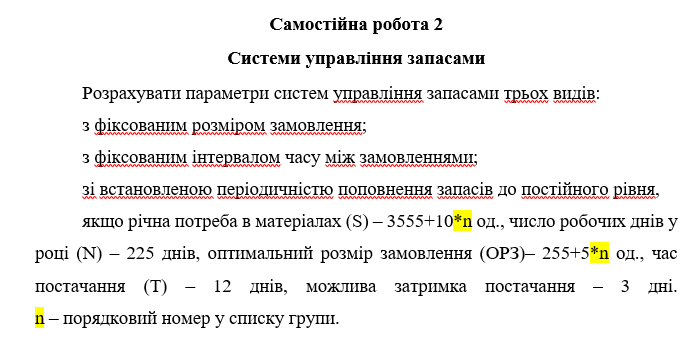 Самостійна робота 2
Системи управління запасами
Розрахувати параметри систем управління запасами трьох видів:
з фіксованим розміром замовлення;
з фіксованим інтервалом часу між замовленнями;
зі встановленою періодичністю поповнення запасів до постійного рівня,
якщо річна потреба в матеріалах (S) – 3555+10*n од., число робочих днів у
році (N) – 225 днів, оптимальний розмір замовлення (ОРЗ)– 255+5*n од., час
постачання (Т) – 12 днів, можлива затримка постачання – 3 дні.
n – порядковий номер у списку групи.